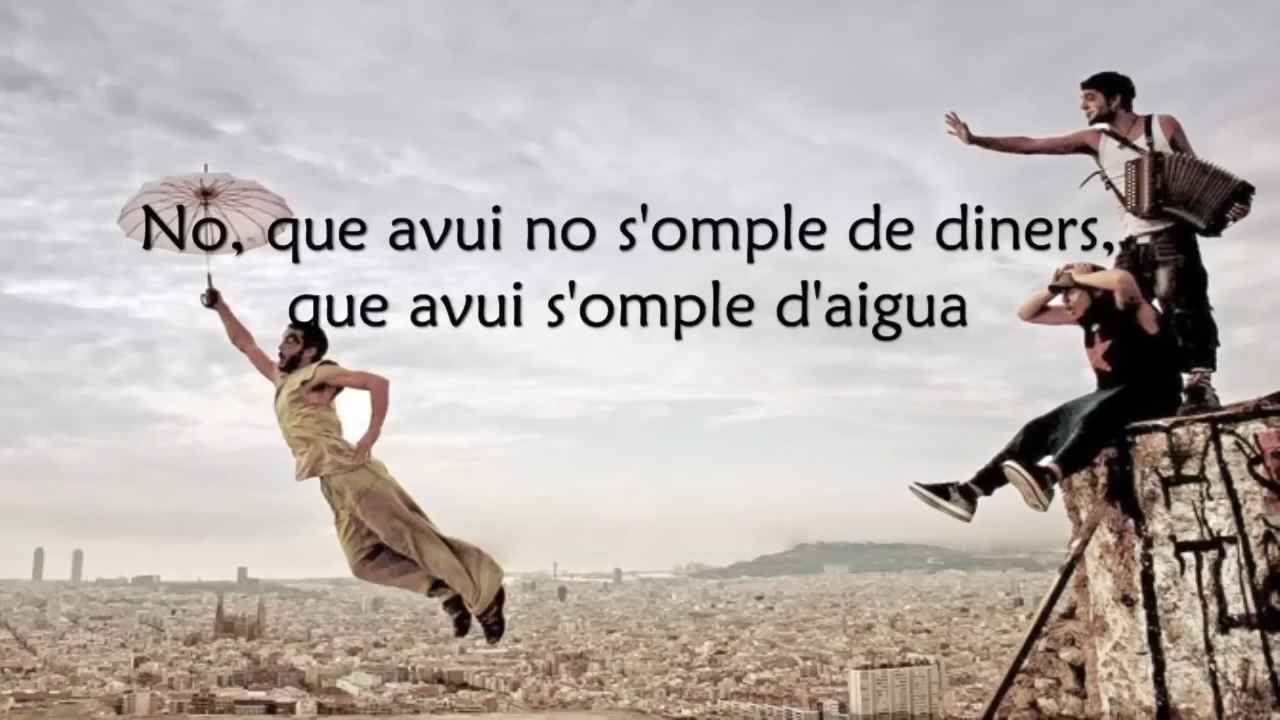 No, que avui no s'omple de diners,
que avui s'omple d'aigua